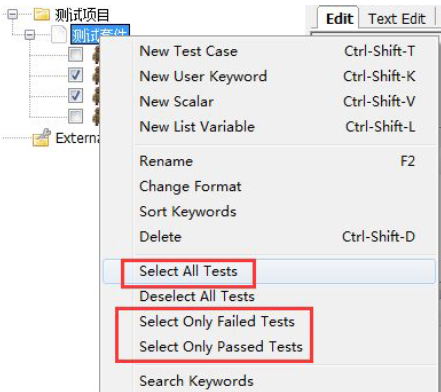 测试项目
Edit Text Edit
测试套件
New Test Case Ctrl-Shift-T
New User Keyword Ctrl-Shift-K
New Scalar Ctrl-Shift-V
New List Variable Ctrl-Shift-L
Externa
Rename F2
Change Format
Sort Keywords
Delete Ctrl-Shift-D
Select All Tests
Deselect All Tests
Select Only Failed Tests
Select Only Passed Tests
Search Keywords